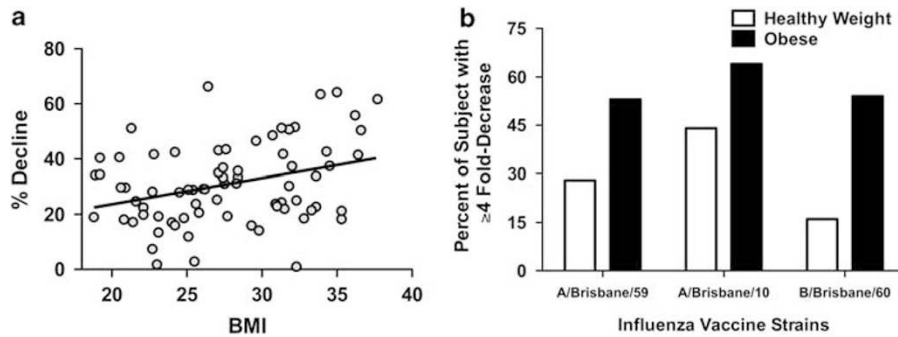 a
% Decline
80
60
40
20
0
20 25 30 35 40
BMI
b
Healthy Weight
Obese
Percent of Subject with
≥4 Fold-Decrease
75
60
45
30
15
0
A/Brisbane/59 A/Brisbane/10 B/Brisbane/60
Influenza Vaccine Strains